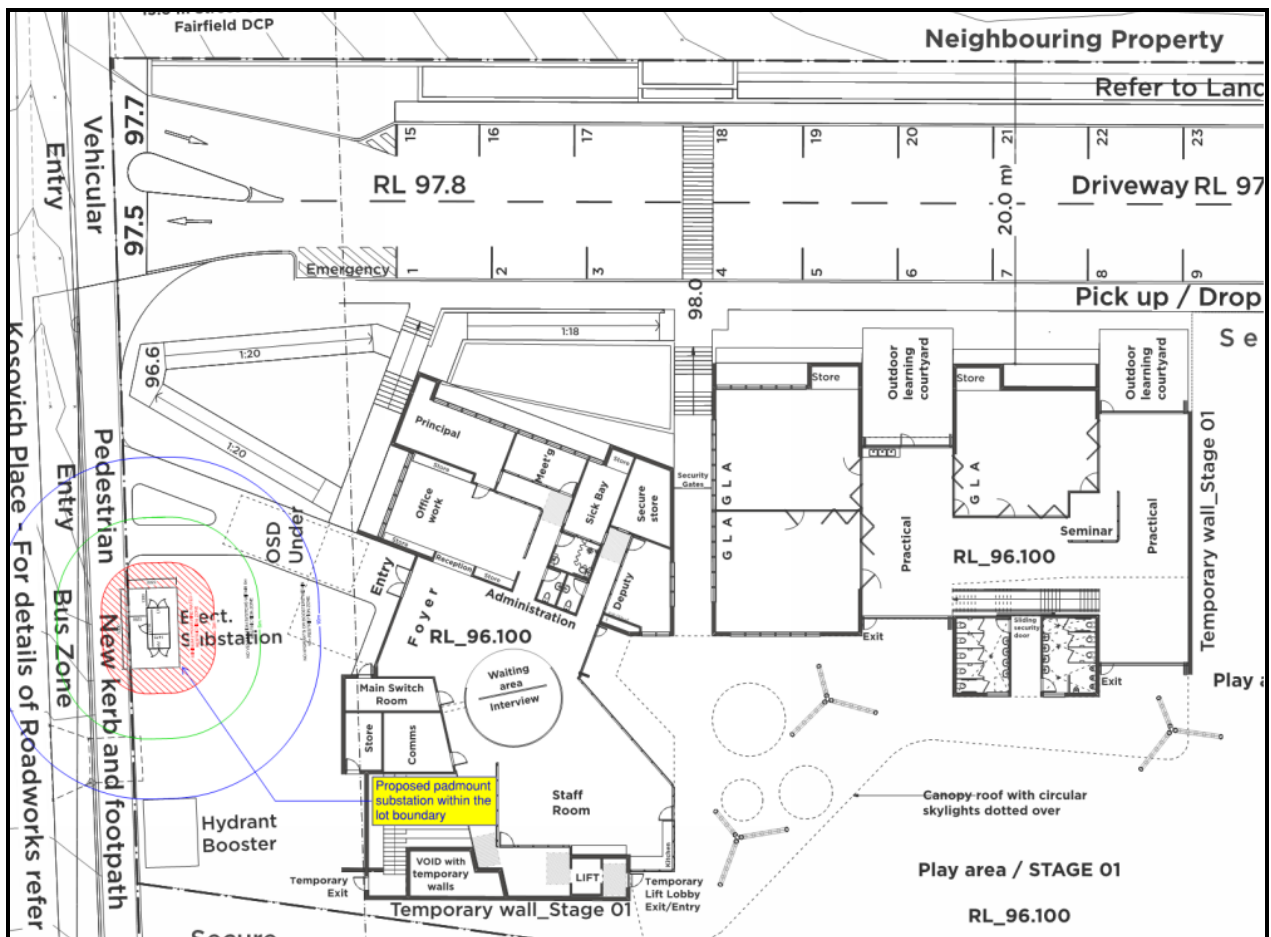 Fairfield DCP
Neighbouring Property
Refer to Land
97.7
97.5
Vehicular
Entry
15
16
17
18
19
20
21
22
23
RL 97.8
Driveway RL 97
20.0 m)
Emergency
1
2
3
4
5
6
7
8
9
98.0
Pick up / Drop
Se
1:18
1:20
96.6
1:20
Principal
Meet'g
Store
Store
Office
work
Sick Bay
Secure
store
Store
Reception
Store
Deputy
Administration
Security
Gates
Store
Outdoor
learning
courtyard
Store
Outdoor
learning
courtyard
G L A
G L A
G L A
Practical
Seminar
Practical
RL_96.100
Temporary wall_Stage 01
Sliding
security
door
Exit
Exit
Play a
Kosovich Place - For details of Roadworks refer
Pedestrian
Entry
Bus Zone
New kerb and footpath
OSD
Upper
Elect.
Substation
Entry
Foyer
RL_96.100
Waiting
area
Interview
Main Switch
Room
Store
Comms
Proposed padmount
substation within the
lot boundary
Staff
Room
Kitchen
Hydrant
Booster
VOID with
temporary
walls
LIFT
Temporary
Exit
Temporary
Lift Lobby
Exit/Entry
Temporary wall_Stage 01
Canopy roof with circular
skylights dotted over
Play area / STAGE 01
RL_96.100
Secure